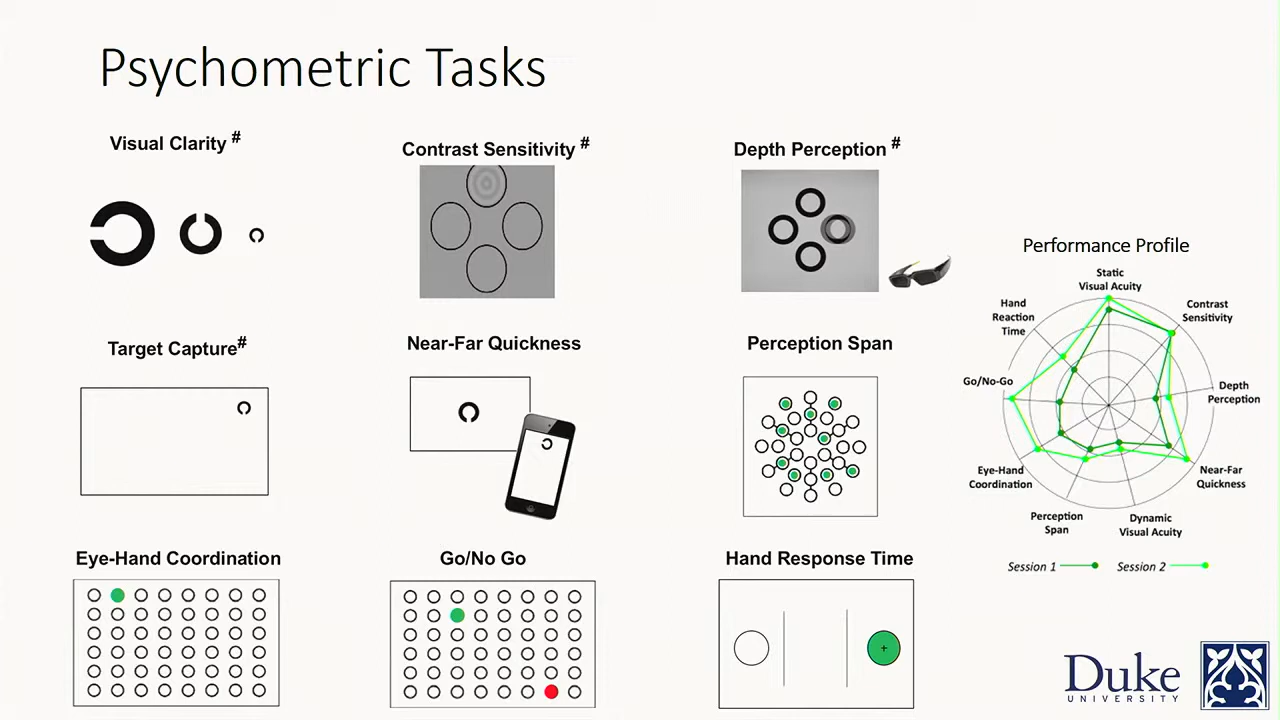 Psychometric Tasks
Visual Clarity #
Contrast Sensitivity #
Depth Perception #
Target Capture#
Near-Far Quickness
Perception Span
Eye-Hand Coordination
Go/No Go
Hand Response Time
+
Performance Profile
Static
Visual Acuity
Contrast
Sensitivity
Depth
Perception
Near-Far
Quickness
Dynamic
Visual Acuity
Perception
Span
Eye-Hand
Coordination
Go/No-Go
Hand
Reaction
Time
Session 1
Session 2
Duke
UNIVERSITY